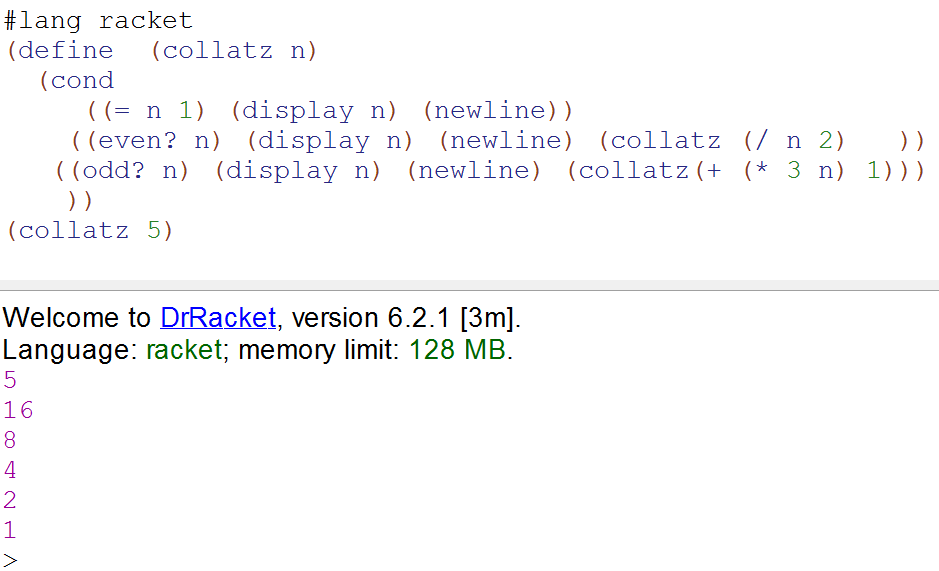 #lang racket
(define  (collatz n)
  (cond
     ((= n 1) (display n) (newline))
    ((even? n) (display n) (newline) (collatz (/ n 2)   ))
   ((odd? n) (display n) (newline) (collatz(+ (* 3 n) 1)))
    ))
(collatz 5)
Welcome to DrRacket, version 6.2.1 [3m].
Language: racket; memory limit: 128 MB.
5
16
8
4
2
1
>